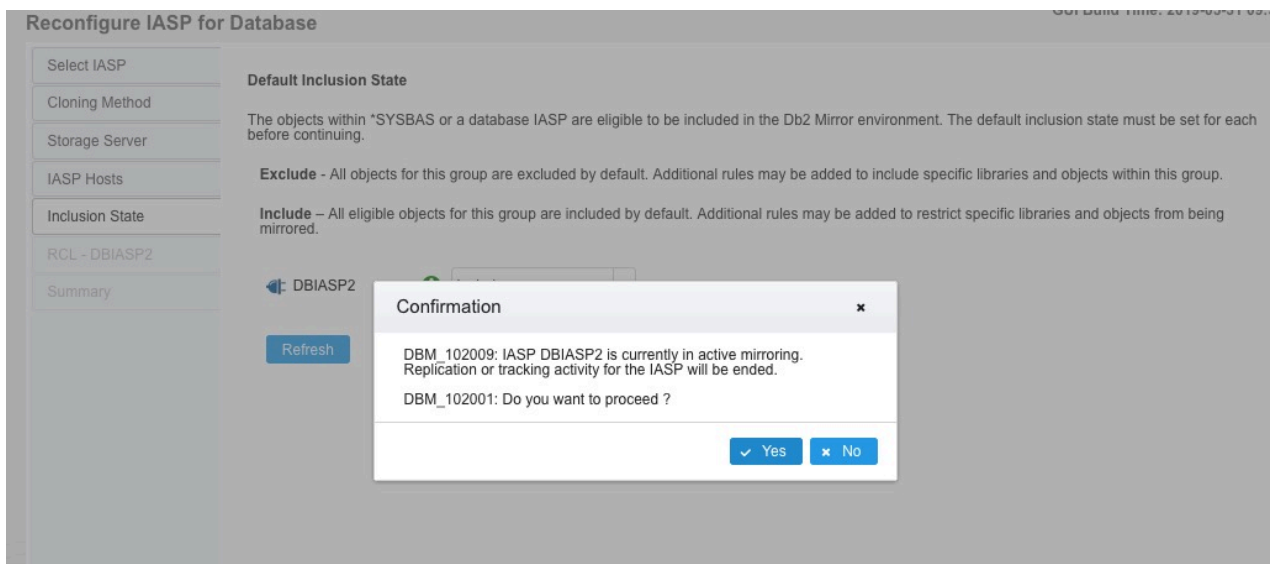 Reconfigure IASP for Database
Select IASP
Cloning Method
Storage Server
IASP Hosts
Inclusion State
RCL - DBIASP2
Summary
Default Inclusion State
The objects within *SYSBAS or a database IASP are eligible to be included in the Db2 Mirror environment. The default inclusion state must be set for each
before continuing.
Exclude - All objects for this group are excluded by default. Additional rules may be added to include specific libraries and objects within this group.
Include – All eligible objects for this group are included by default. Additional rules may be added to restrict specific libraries and objects from being
mirrored.
DBIASP2
Refresh
Confirmation
DBM_102009: IASP DBIASP2 is currently in active mirroring.
Replication or tracking activity for the IASP will be ended.
DBM_102001: Do you want to proceed ?
Yes
No